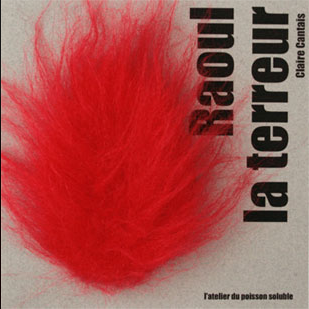 Raoul
la terreur
Claire Cantais
l'atelier du poisson soluble